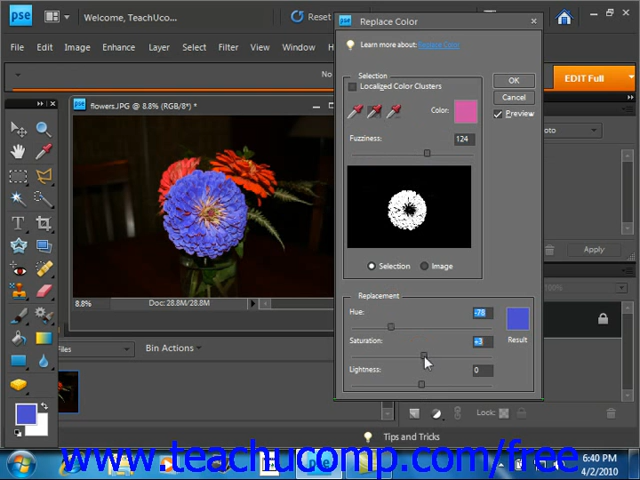 pse
Welcome, TeachUco...
Reset
File Edit Enhance Layer Select Filter View Window
EDIT Full
flowers.JPG @ 8.8% (RGB/8*) *
8.8%
Doc: 28.8M/28.8M
Bin Actions
pse
Replace Color
Learn more about: Replace Color
Selection
Localized Color Clusters
Color:
Fuzziness: 124
Selection
Image
Replacement
Hue: -78
Saturation: +3
Lightness: 0
Result
OK
Cancel
Preview
Apply
Lock:
Tips and Tricks
www.teachucomp.com/free
pse
6:40 PM
4/2/2010